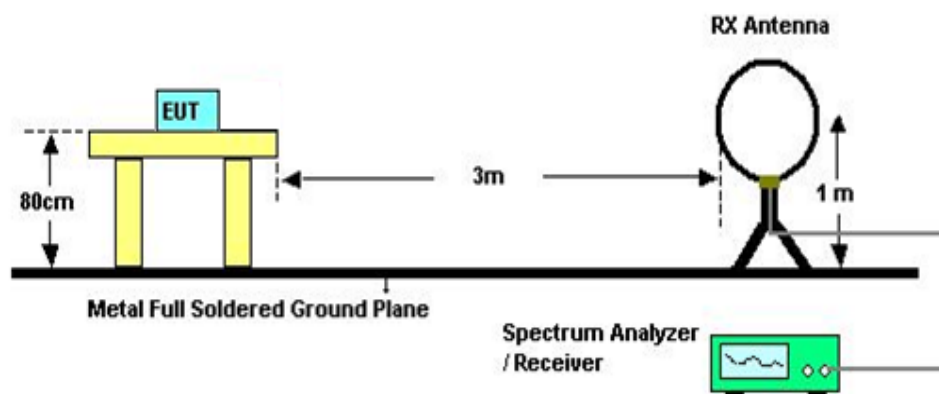 RX Antenna
EUT
3m
80cm
1 m
Metal Full Soldered Ground Plane
Spectrum Analyzer
/ Receiver